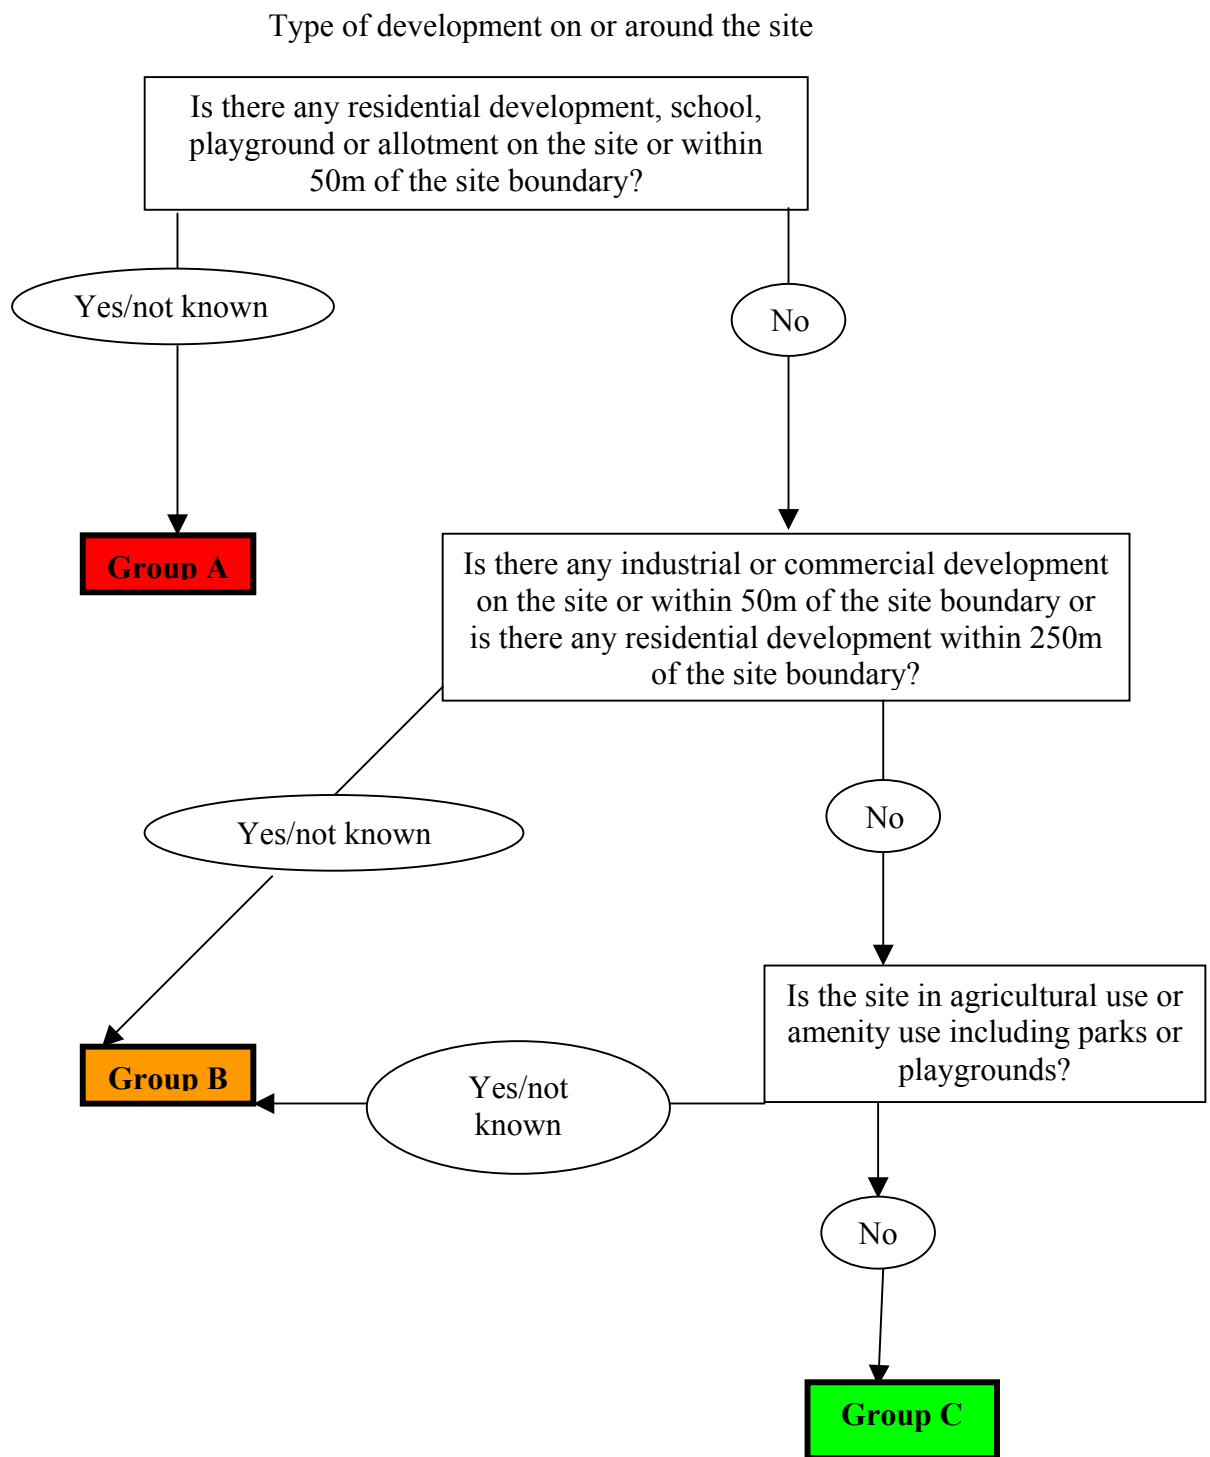 Type of development on or around the site
Is there any residential development, school,
playground or allotment on the site or within
50m of the site boundary?
Yes/not known
No
Group A
Is there any industrial or commercial development
on the site or within 50m of the site boundary or
is there any residential development within 250m
of the site boundary?
Yes/not known
No
Is the site in agricultural use or
amenity use including parks or
playgrounds?
Group B
Yes/not
known
No
Group C